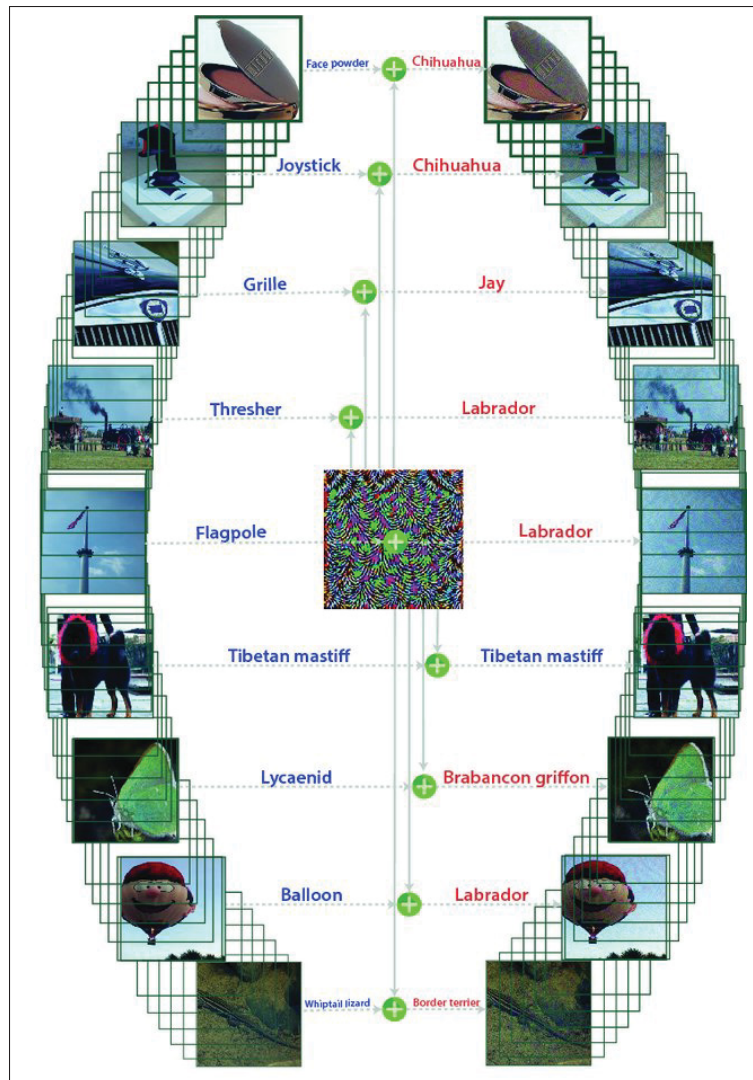 Face powder
Chihuahua
Joystick
Chihuahua
Grille
Jay
Thresher
Labrador
Flagpole
Labrador
Tibetan mastiff
Tibetan mastiff
Lycaenid
Brabancon griffon
Balloon
Labrador
Whiptail lizard
Border terrier